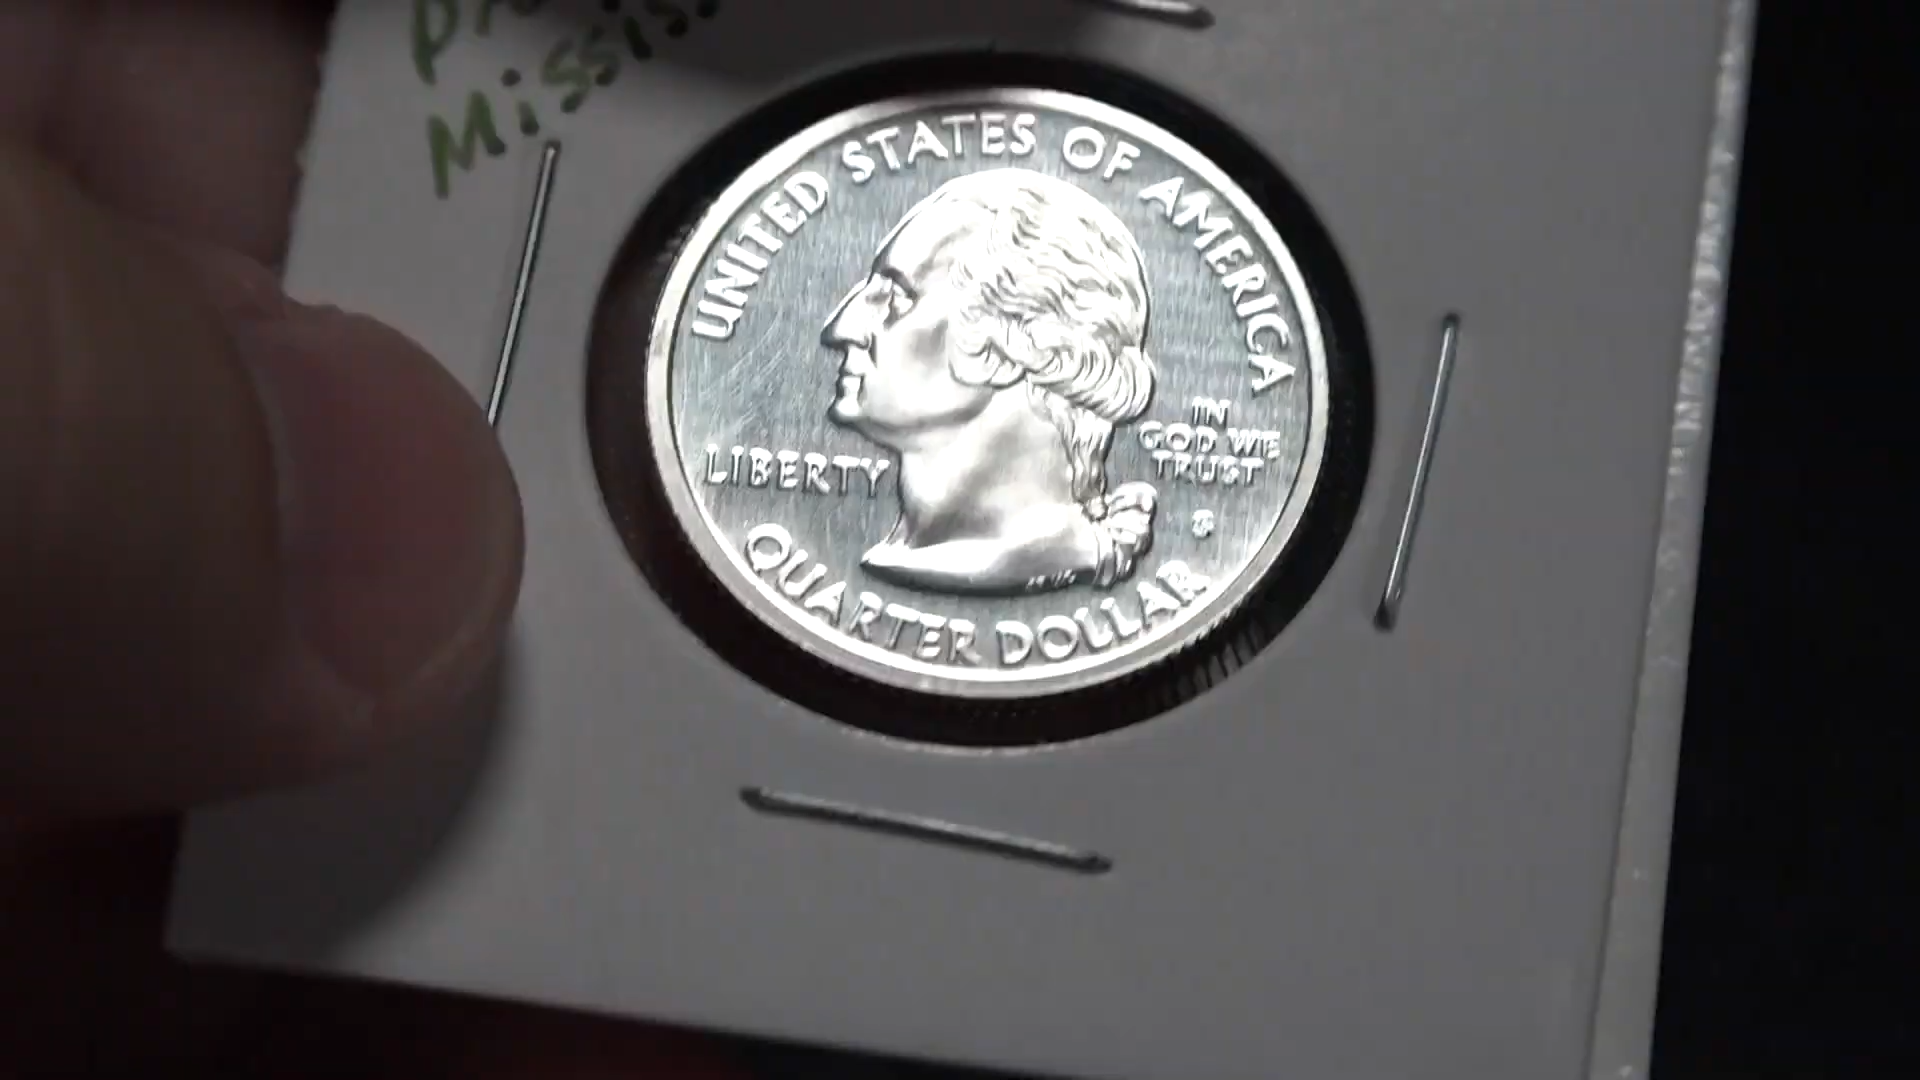 Missis.
UNITED STATES OF AMERICA
LIBERTY
IN
GOD WE
TRUST
S
QUARTER DOLLAR